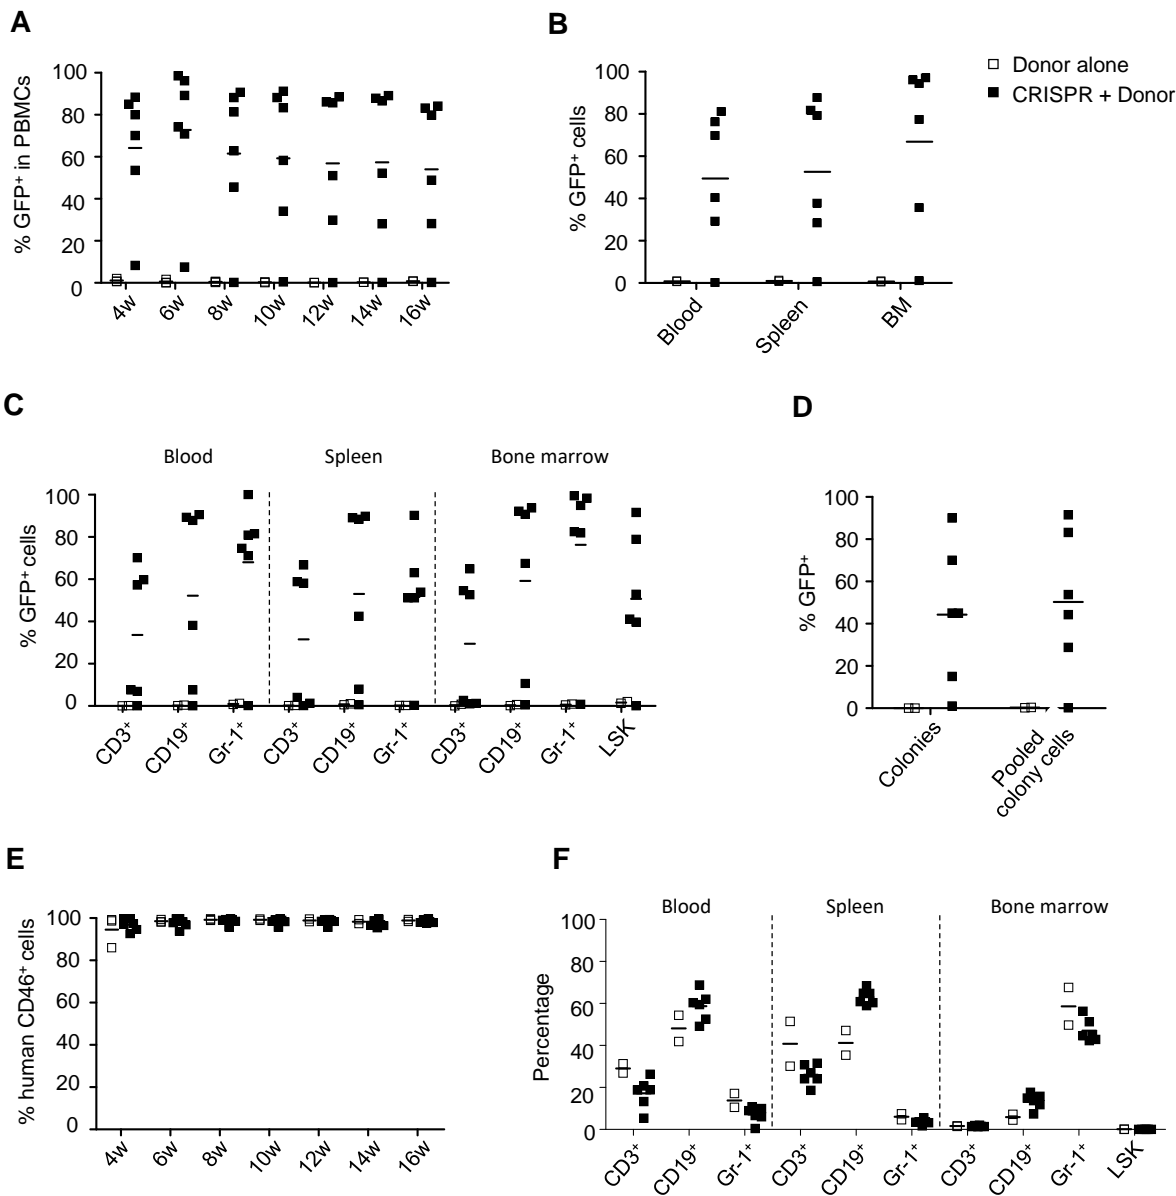 A
% GFP⁺ in PBMCs
100
80
60
40
20
0
4w 6w 8w 10w 12w 14w 16w
B
□ Donor alone
■ CRISPR + Donor
% GFP⁺ cells
100
80
60
40
20
0
Blood Spleen BM
C
Blood Spleen Bone marrow
% GFP⁺ cells
100
80
60
40
20
0
CD3⁺ CD19⁺ Gr-1⁺ CD3⁺ CD19⁺ Gr-1⁺ CD3⁺ CD19⁺ Gr-1⁺ LSK
D
% GFP⁺
100
80
60
40
20
0
Colonies
Pooled
colony cells
E
% human CD46⁺ cells
100
80
60
40
20
0
4w 6w 8w 10w 12w 14w 16w
F
Blood Spleen Bone marrow
Percentage
100
80
60
40
20
0
CD3⁺ CD19⁺ Gr-1⁺ CD3⁺ CD19⁺ Gr-1⁺ CD3⁺ CD19⁺ Gr-1⁺ LSK